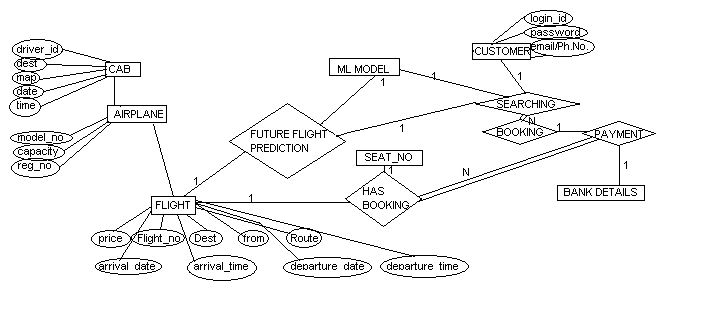 login_id
password
email/Ph.No.
CUSTOMER
driver_id
dest
map
date
time
CAB
ML MODEL
1
1
1
SEARCHING
AIRPLANE
model_no
capacity
reg_no
FUTURE FLIGHT
PREDICTION
1
N
BOOKING
1
PAYMENT
SEAT_NO
1
N
1
BANK DETAILS
1
HAS
BOOKING
1
FLIGHT
price
Flight_no
Dest
from
Route
arrival_date
arrival_time
departure_date
departure_time